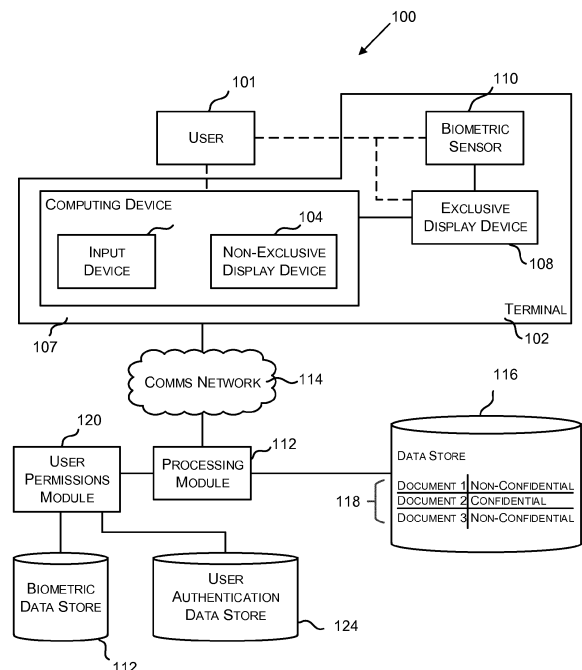 100
101
110
USER
BIOMETRIC
SENSOR
COMPUTING DEVICE
104
INPUT
DEVICE
NON-EXCLUSIVE
DISPLAY DEVICE
EXCLUSIVE
DISPLAY DEVICE
108
TERMINAL
107
102
COMMS NETWORK
114
116
120
112
USER
PERMISSIONS
MODULE
PROCESSING
MODULE
DATA STORE
118
DOCUMENT 1 NON-CONFIDENTIAL
DOCUMENT 2 CONFIDENTIAL
DOCUMENT 3 NON-CONFIDENTIAL
BIOMETRIC
DATA STORE
USER
AUTHENTICATION
DATA STORE
124
112